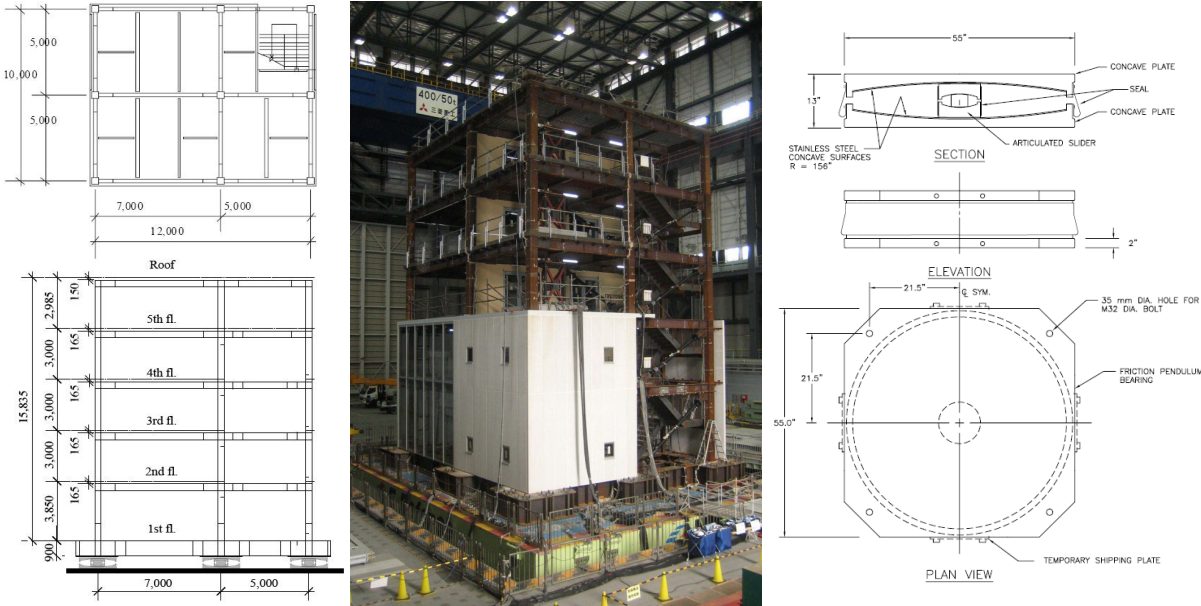 5,000
10,000
5,000
7,000
5,000
12,000
Roof
150
2,985
5th fl.
165
3,000
4th fl.
165
3,000
15,835
3rd fl.
165
3,000
2nd fl.
165
3,850
1st fl.
900
7,000
5,000
400/50t
三菱重工
55"
CONCAVE PLATE
13"
SEAL
CONCAVE PLATE
STAINLESS STEEL
CONCAVE SURFACES
R = 156"
ARTICULATED SLIDER
SECTION
2"
ELEVATION
21.5"
℄ SYM.
35 mm DIA. HOLE FOR
M32 DIA. BOLT
21.5"
FRICTION PENDULUM
BEARING
55.0"
TEMPORARY SHIPPING PLATE
PLAN VIEW